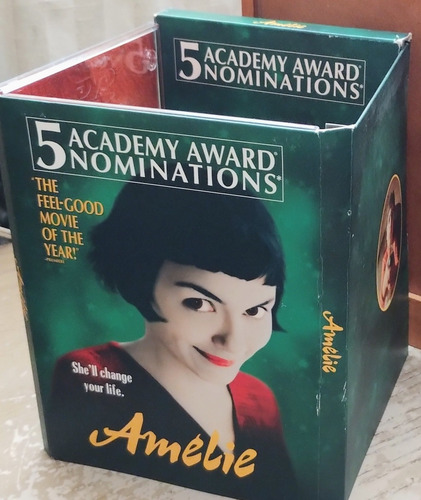 5 ACADEMY AWARD®
NOMINATIONS*
5 ACADEMY AWARD®
NOMINATIONS*
"THE
FEEL-GOOD
MOVIE
OF THE
YEAR!"
-PREMIERE
She'll change
your life.
Amélie
Amélie